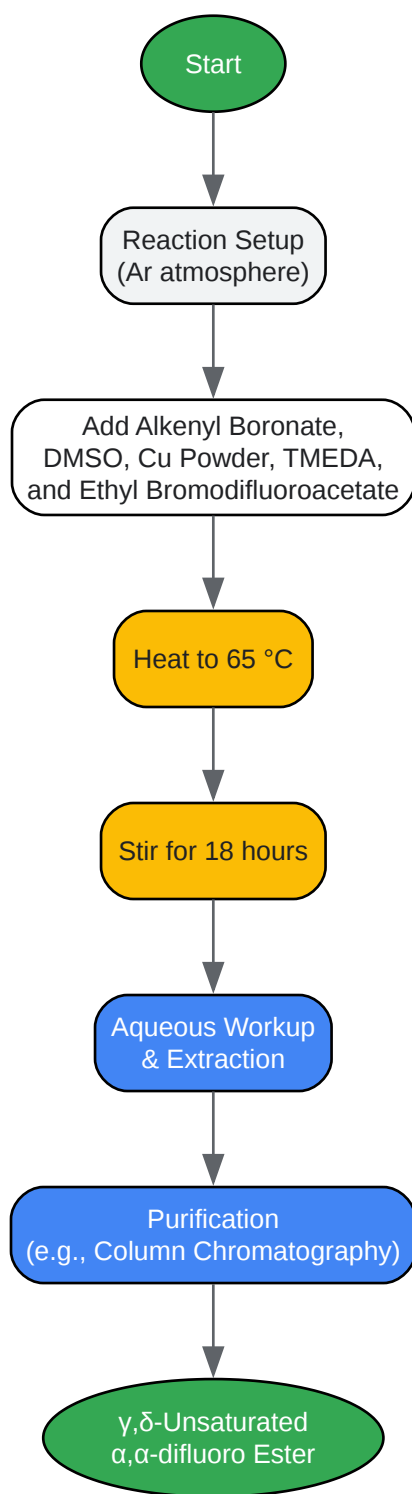 Start
Reaction Setup
(Ar atmosphere)
Add Alkenyl Boronate,
DMSO, Cu Powder, TMEDA,
and Ethyl Bromodifluoroacetate
Heat to 65 °C
Stir for 18 hours
Aqueous Workup
& Extraction
Purification
(e.g., Column Chromatography)
γ,δ-Unsaturated
α,α-difluoro Ester